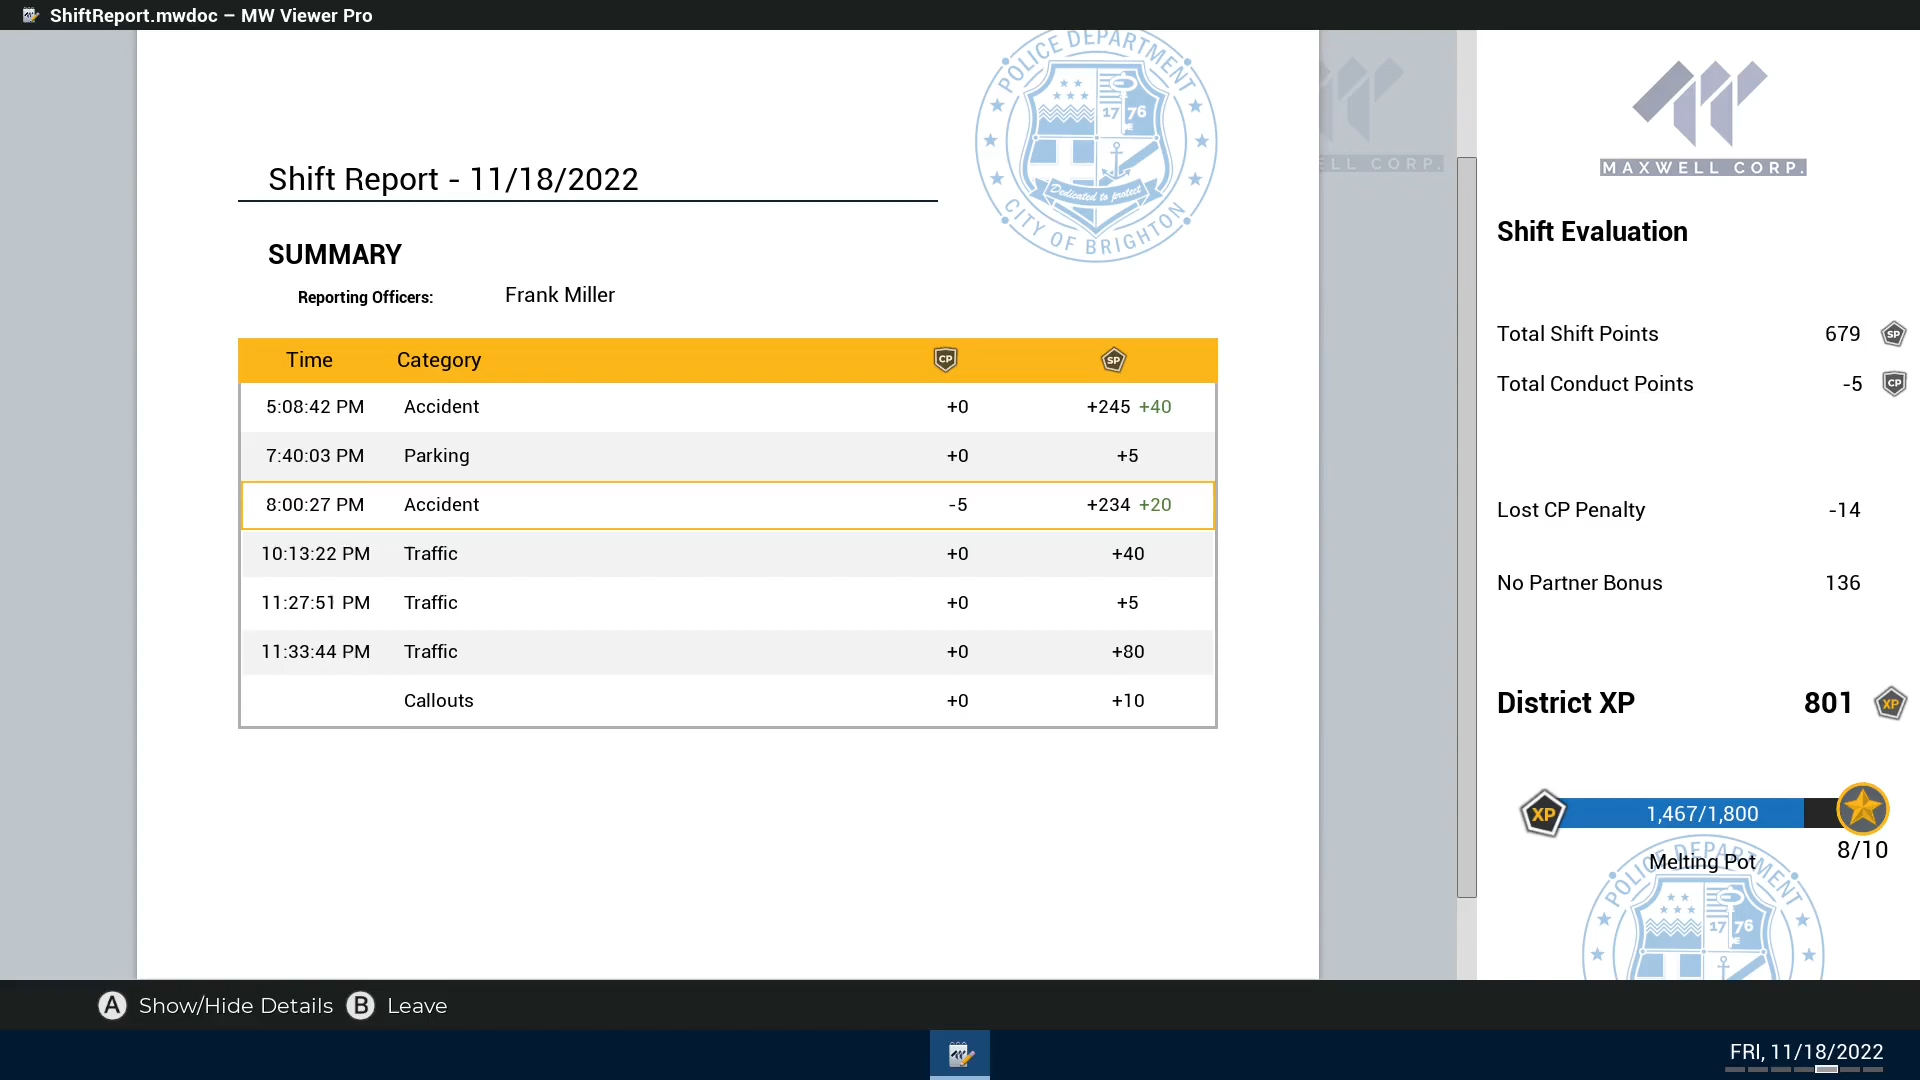 ShiftReport.mwdoc – MW Viewer Pro
POLICE DEPARTMENT
17 76
Dedicated to protect
CITY OF BRIGHTON
Shift Report - 11/18/2022
SUMMARY
Reporting Officers: Frank Miller
Time Category CP SP
5:08:42 PM Accident +0 +245 +40
7:40:03 PM Parking +0 +5
8:00:27 PM Accident -5 +234 +20
10:13:22 PM Traffic +0 +40
11:27:51 PM Traffic +0 +5
11:33:44 PM Traffic +0 +80
Callouts +0 +10
ELL CORP.
MAXWELL CORP.
Shift Evaluation
Total Shift Points 679 SP
Total Conduct Points -5 CP
Lost CP Penalty -14
No Partner Bonus 136
District XP 801 XP
XP 1,467/1,800
8/10
Melting Pot
POLICE DEPARTMENT
17 76
A Show/Hide Details B Leave
FRI, 11/18/2022